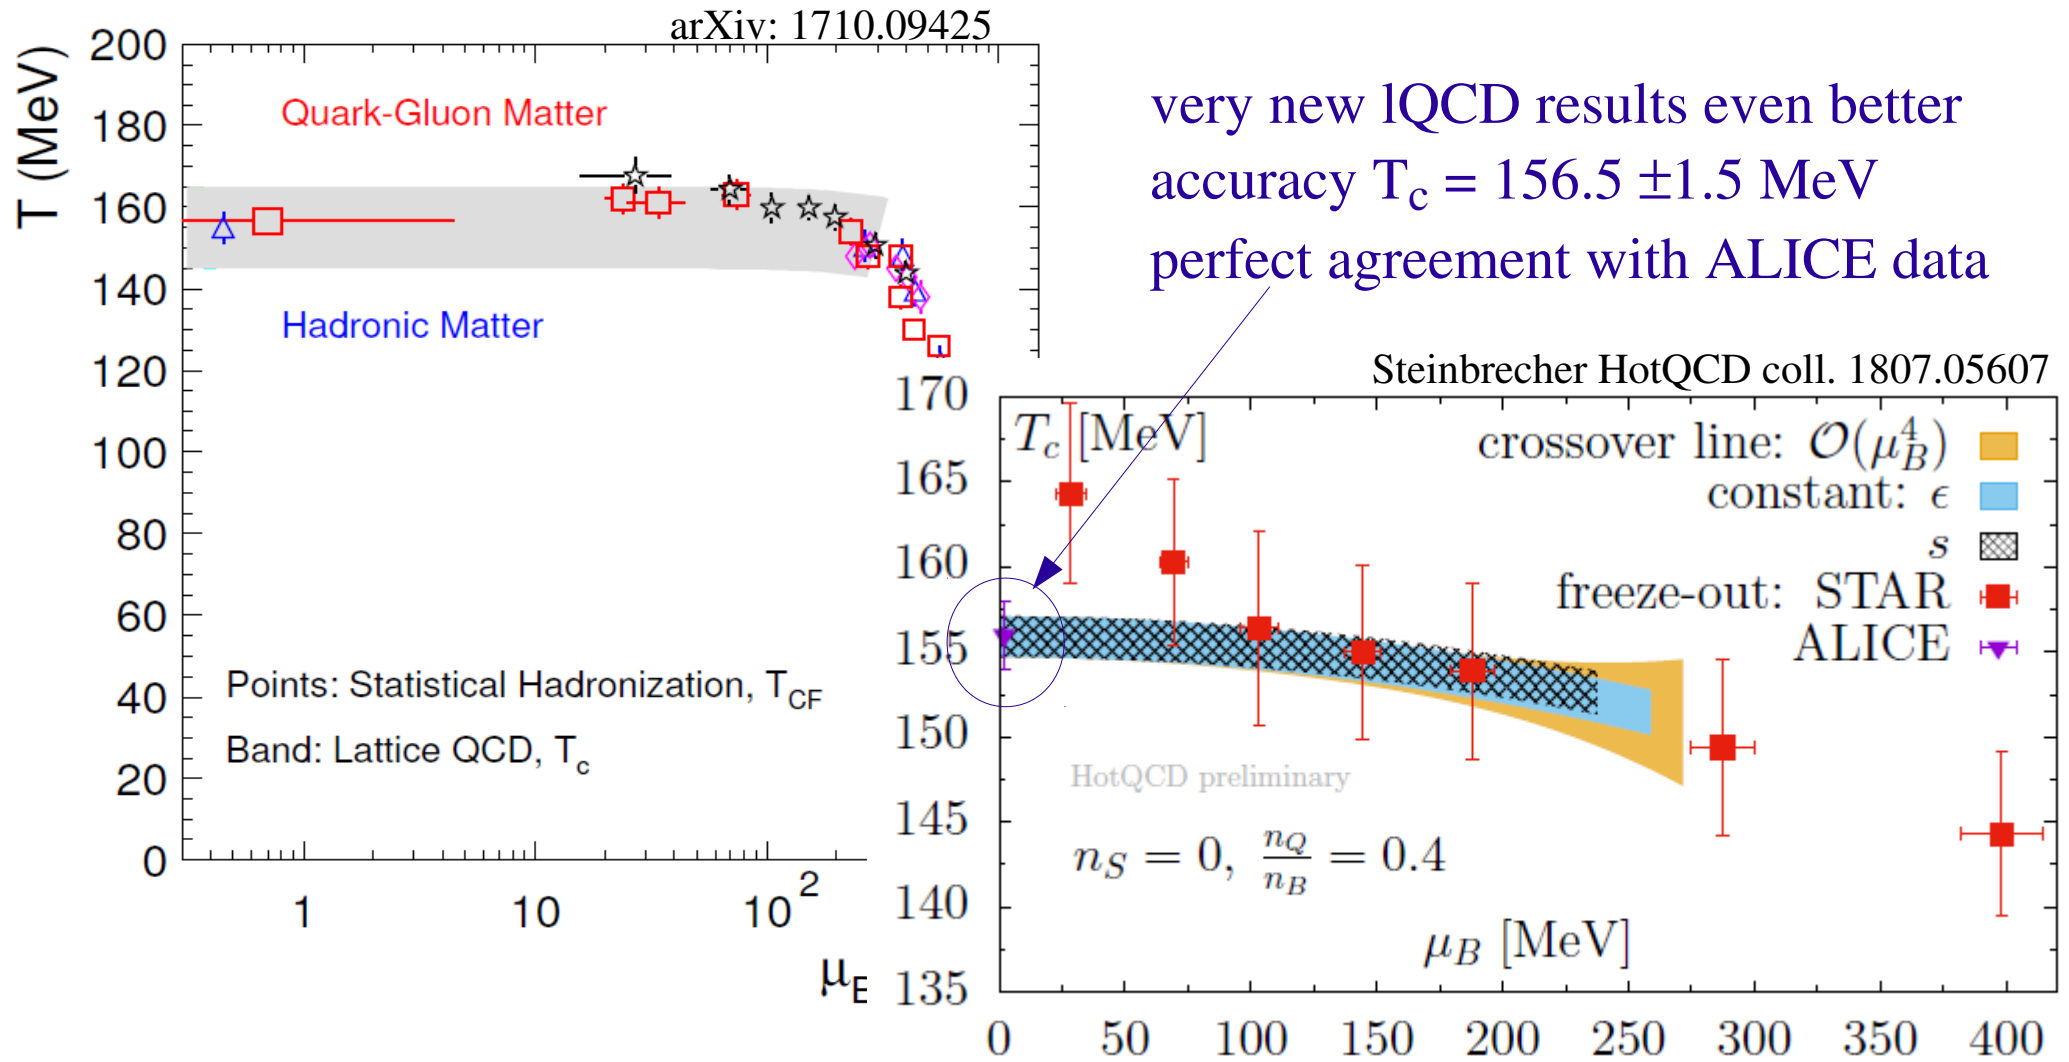 arXiv: 1710.09425
T (MeV)
200
180
160
140
120
100
80
60
40
20
0
Quark-Gluon Matter
Hadronic Matter
Points: Statistical Hadronization, T_CF
Band: Lattice QCD, T_c
1
10
10^2
μ_B
very new lQCD results even better
accuracy T_c = 156.5 ±1.5 MeV
perfect agreement with ALICE data
Steinbrecher HotQCD coll. 1807.05607
170
165
160
155
150
145
140
135
T_c [MeV]
crossover line: 𝒪(μ_B^4)
constant: ϵ
s
freeze-out: STAR
ALICE
HotQCD preliminary
n_S = 0, n_Q/n_B = 0.4
μ_B [MeV]
0 50 100 150 200 250 300 350 400